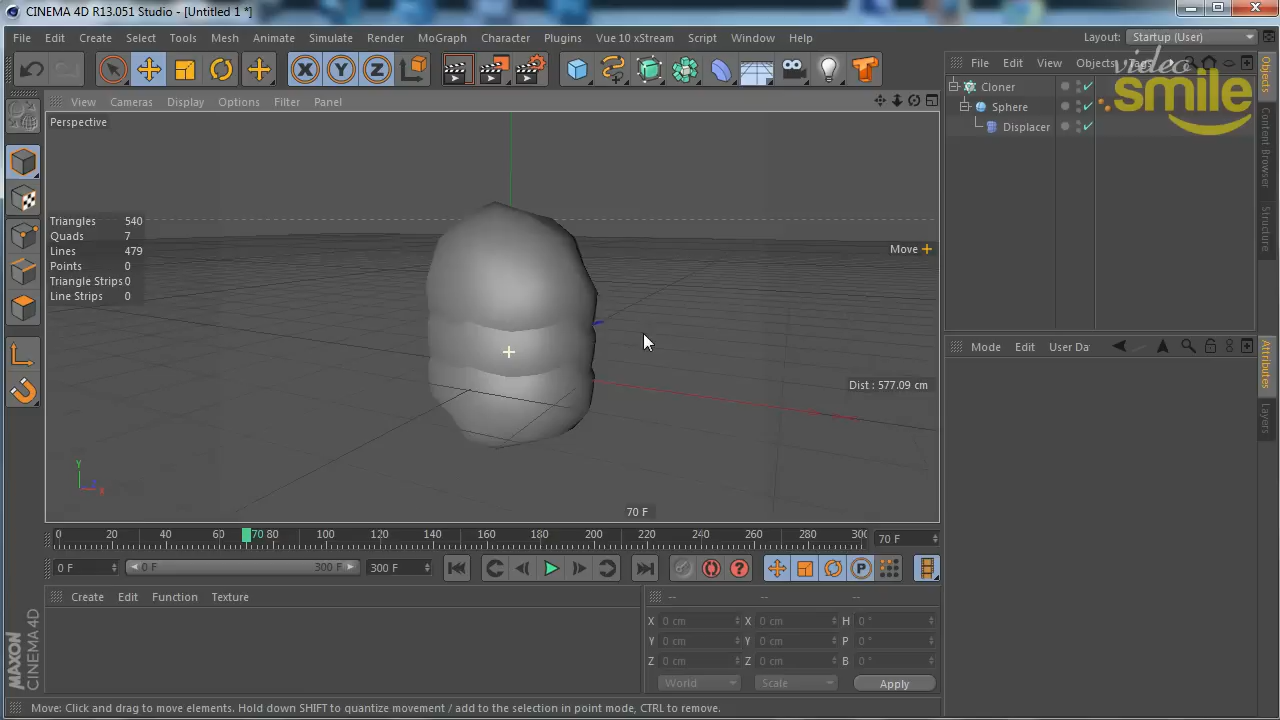 CINEMA 4D R13.051 Studio - [Untitled 1 *]
File Edit Create Select Tools Mesh Animate Simulate Render MoGraph Character Plugins Vue 10 xStream Script Window Help
Layout: Startup (User)
X Y Z
File Edit View Objects Tags
video
smile
View Cameras Display Options Filter Panel
Cloner
Sphere
Displacer
Objects
Content Browser
Structure
Perspective
Triangles 540
Quads 7
Lines 479
Points 0
Triangle Strips 0
Line Strips 0
Move
Dist : 577.09 cm
70 F
Y
Z
X
Mode Edit User Da
Attributes
Layers
0 20 40 60 70 80 100 120 140 160 180 200 220 240 260 280 300 70 F
0 F 0 F 300 F 300 F
P
Create Edit Function Texture
-- -- --
X 0 cm X 0 cm H 0 °
Y 0 cm Y 0 cm P 0 °
Z 0 cm Z 0 cm B 0 °
World Scale Apply
MAXON
CINEMA 4D
Move: Click and drag to move elements. Hold down SHIFT to quantize movement / add to the selection in point mode, CTRL to remove.